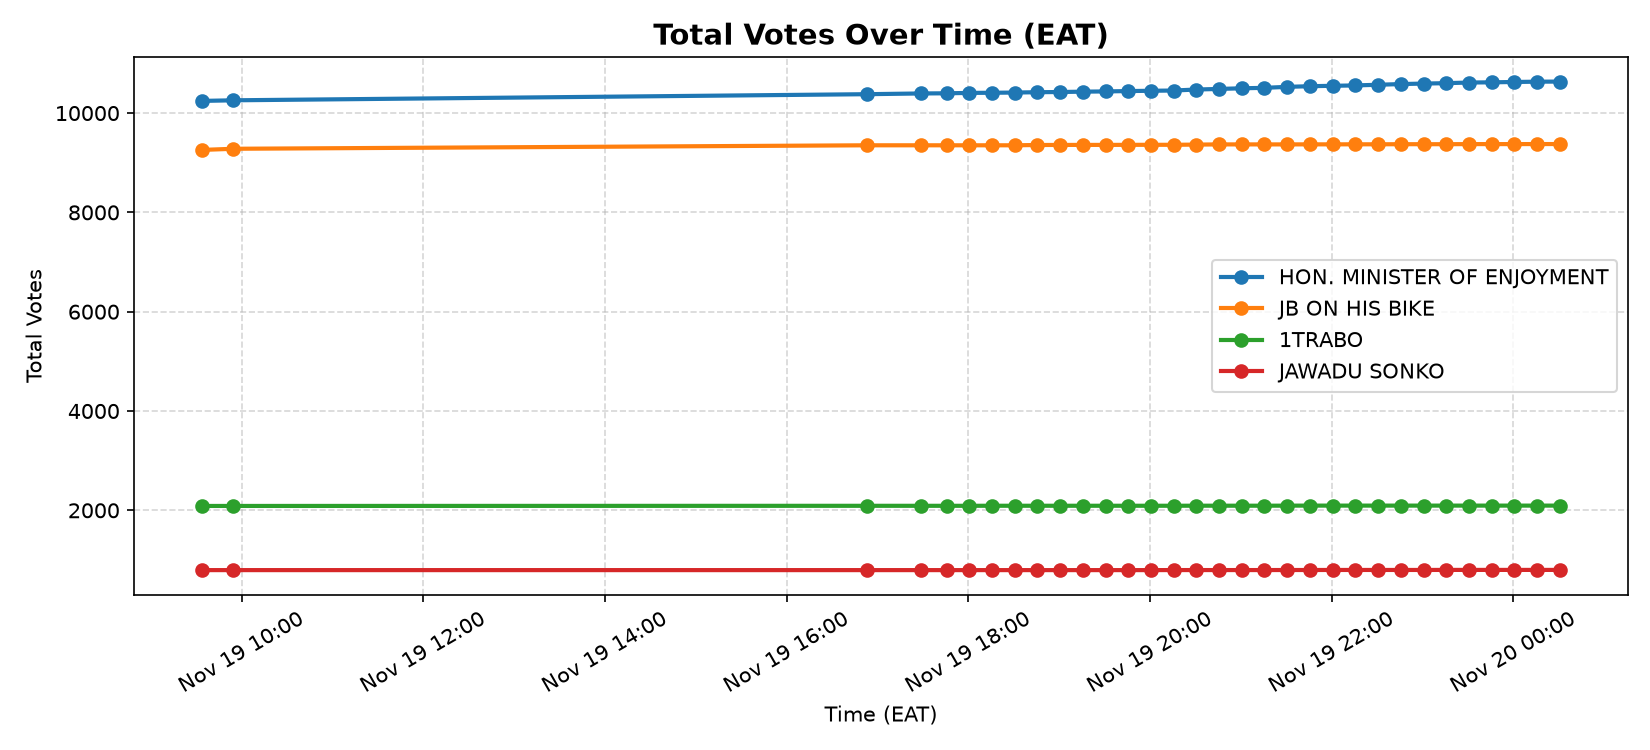 Total Votes Over Time (EAT)
Total Votes
10000
8000
6000
4000
2000
HON. MINISTER OF ENJOYMENT
JB ON HIS BIKE
1TRABO
JAWADU SONKO
Nov 19 10:00
Nov 19 12:00
Nov 19 14:00
Nov 19 16:00
Nov 19 18:00
Nov 19 20:00
Nov 19 22:00
Nov 20 00:00
Time (EAT)